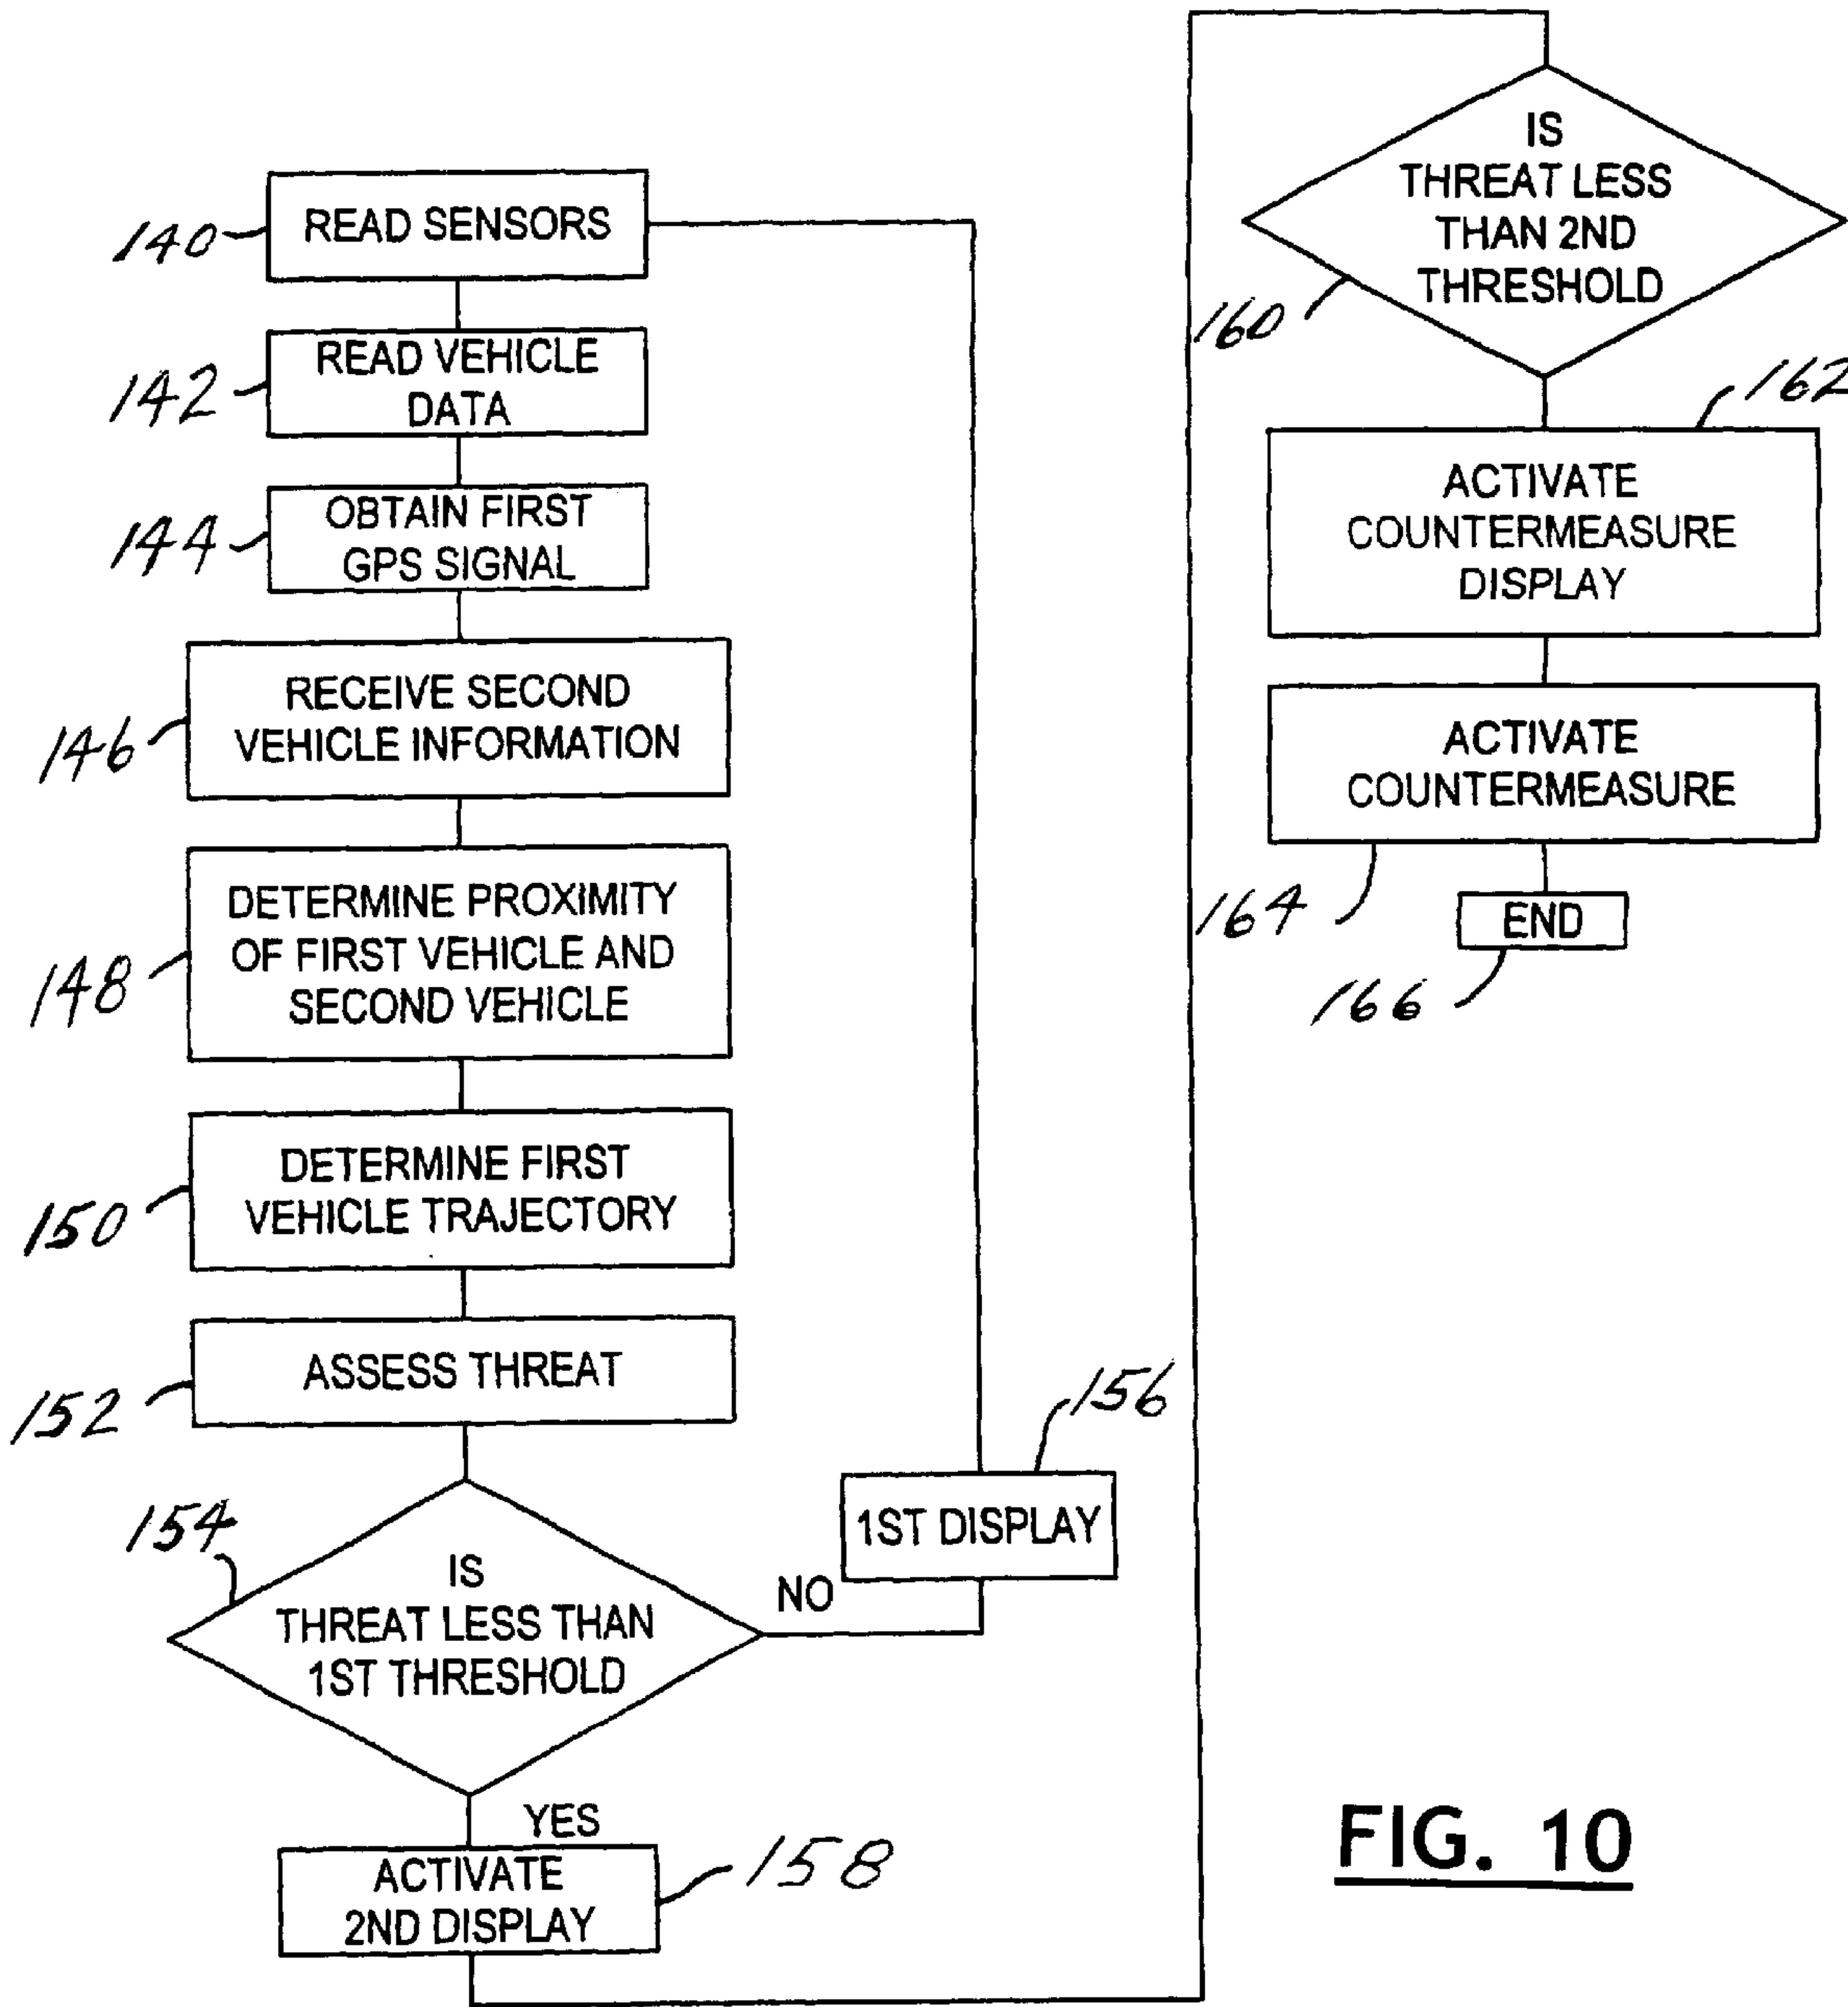 140
READ SENSORS
142
READ VEHICLE
DATA
144
OBTAIN FIRST
GPS SIGNAL
146
RECEIVE SECOND
VEHICLE INFORMATION
148
DETERMINE PROXIMITY
OF FIRST VEHICLE AND
SECOND VEHICLE
150
DETERMINE FIRST
VEHICLE TRAJECTORY
152
ASSESS THREAT
154
IS
THREAT LESS THAN
1ST THRESHOLD
NO
156
1ST DISPLAY
YES
ACTIVATE
2ND DISPLAY
158
IS
THREAT LESS
THAN 2ND
THRESHOLD
160
162
ACTIVATE
COUNTERMEASURE
DISPLAY
ACTIVATE
COUNTERMEASURE
164
END
166
FIG. 10